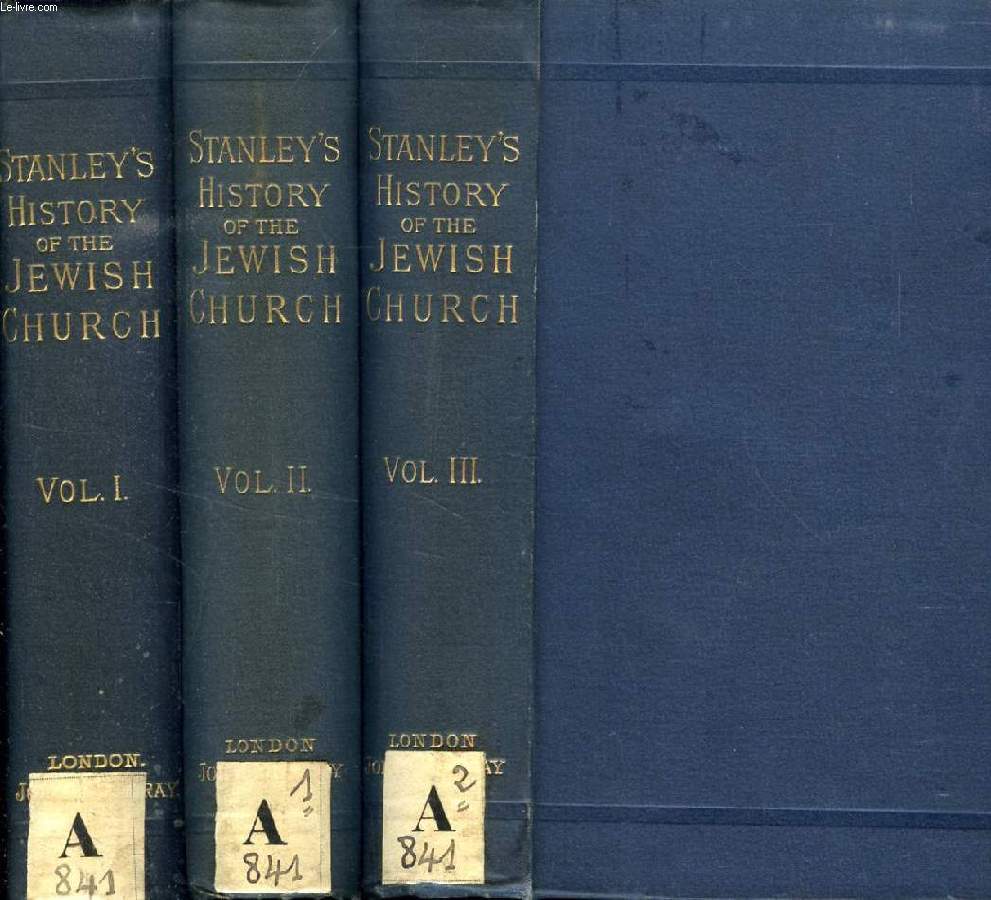 Le-livre.com
STANLEY'S
HISTORY
OF THE
JEWISH
CHURCH
VOL. I.
LONDON.
A
841
STANLEY'S
HISTORY
OF THE
JEWISH
CHURCH
VOL. II.
LONDON
1
A
841
STANLEY'S
HISTORY
OF THE
JEWISH
CHURCH
VOL. III.
LONDON
2
A
841